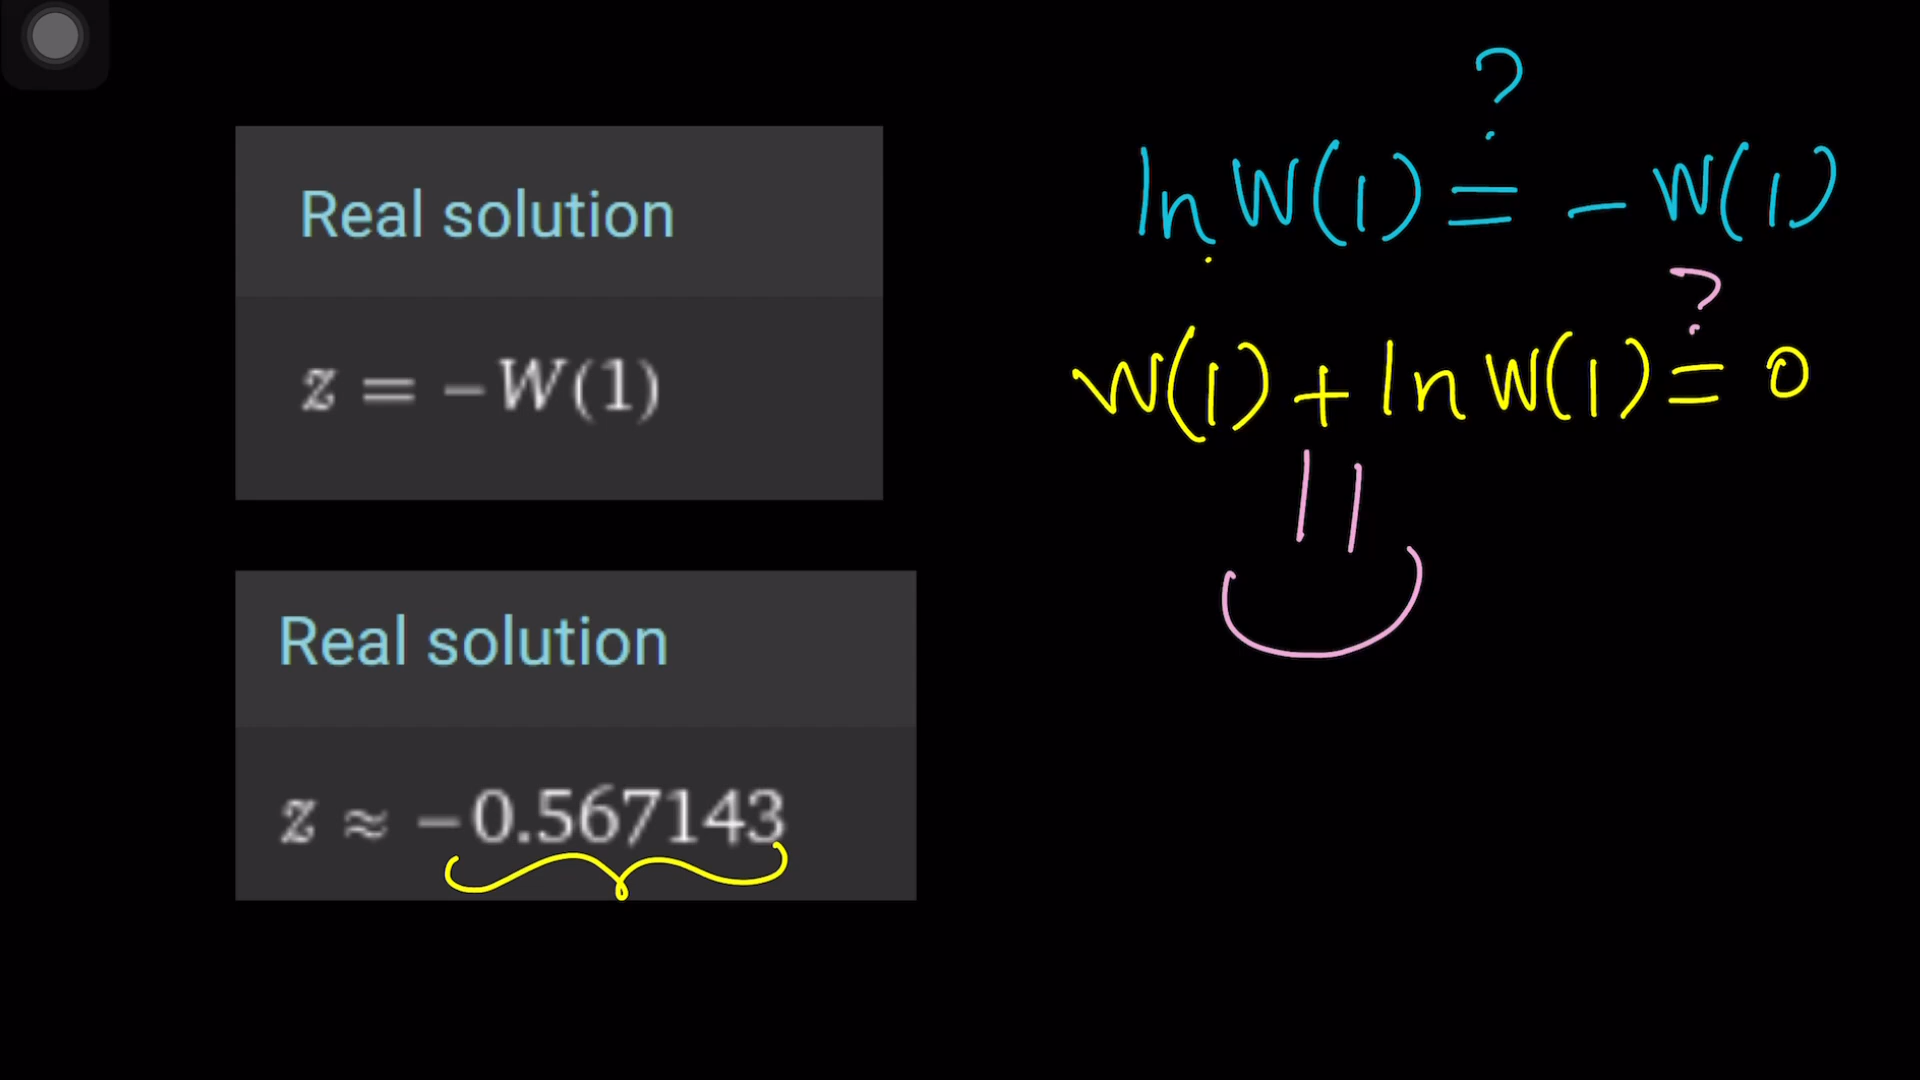 Real solution
z = −W(1)
Real solution
z ≈ −0.567143
?
ln W(1) = − W(1)
?
W(1) + ln W(1) = 0